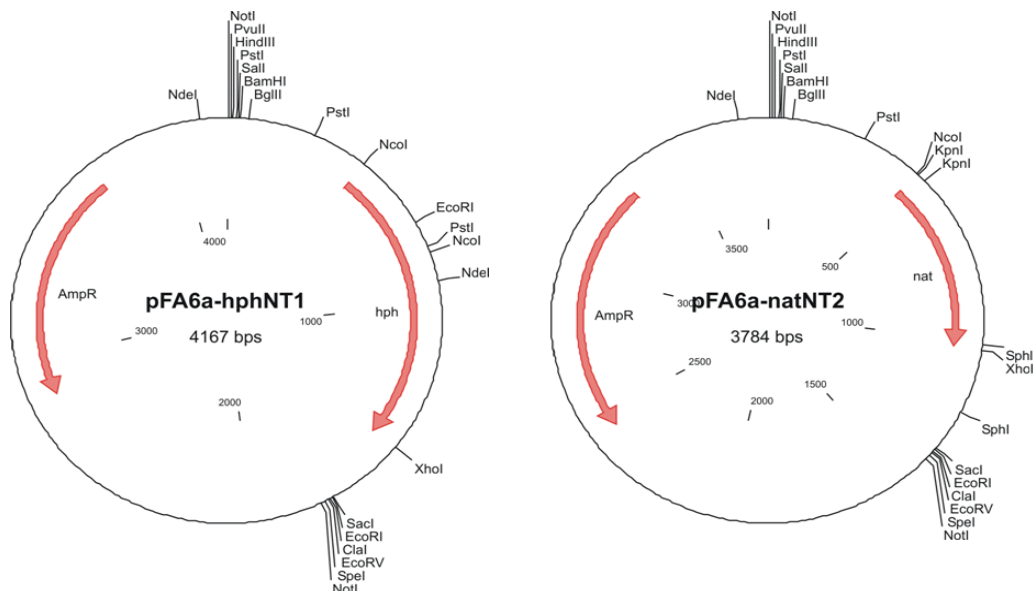 NotI
PvuII
HindIII
PstI
SalI
BamHI
BglII
NdeI
PstI
NcoI
EcoRI
PstI
NcoI
NdeI
4000
AmpR
pFA6a-hphNT1
hph
1000
3000
4167 bps
2000
XhoI
SacI
EcoRI
ClaI
EcoRV
SpeI
NotI
NotI
PvuII
HindIII
PstI
SalI
BamHI
BglII
NdeI
PstI
NcoI
KpnI
KpnI
3500
500
nat
AmpR
3000
pFA6a-natNT2
1000
3784 bps
2500
1500
2000
SphI
XhoI
SphI
SacI
EcoRI
ClaI
EcoRV
SpeI
NotI